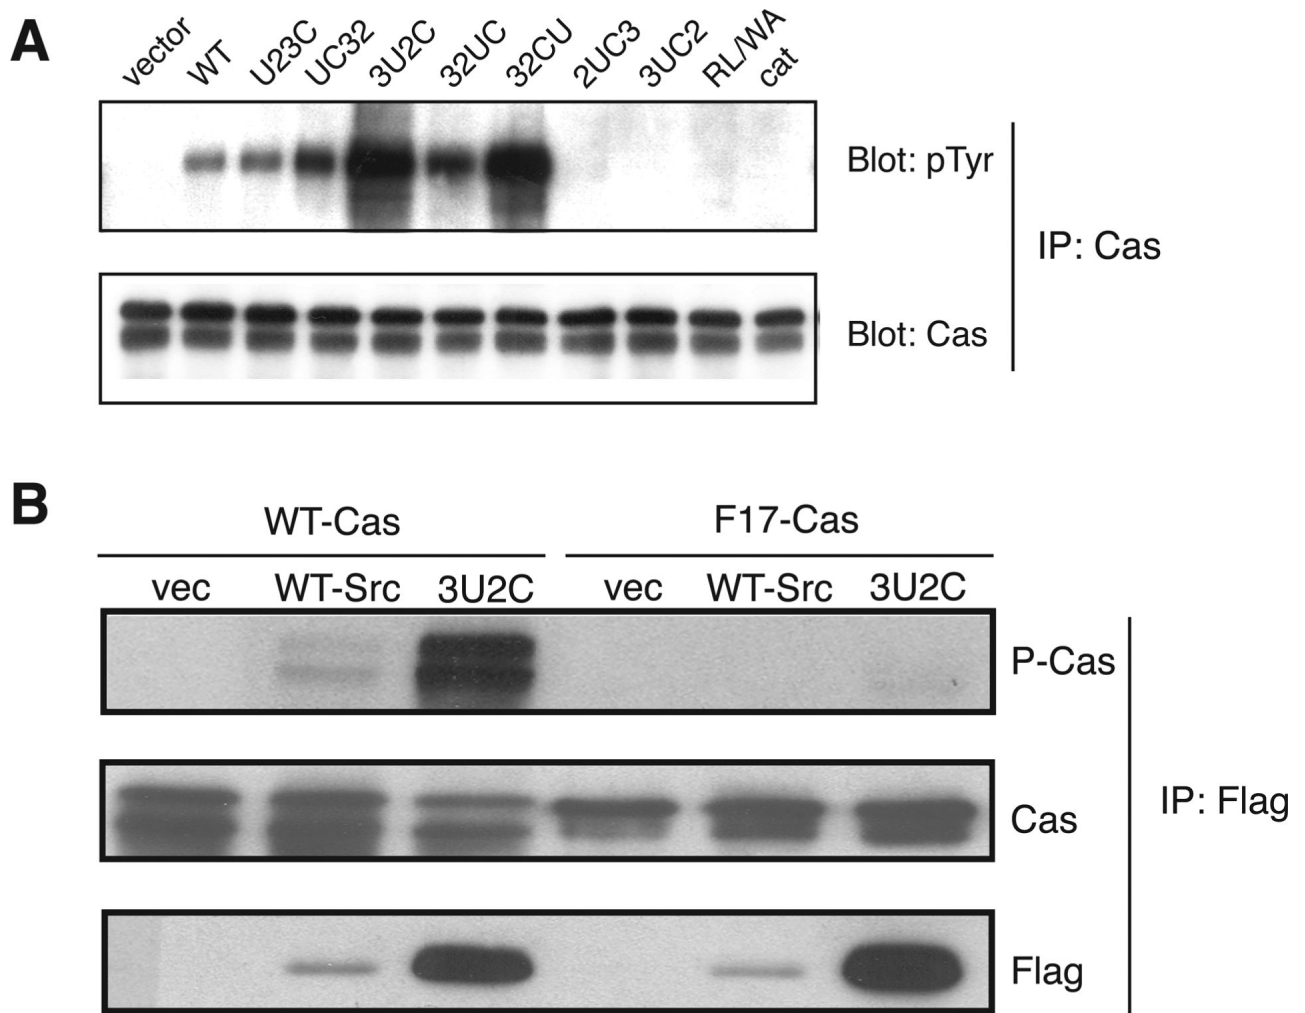 A
vector WT U23C UC32 3U2C 32UC 32CU 2UC3 3UC2 RL/WA cat
Blot: pTyr
IP: Cas
Blot: Cas
B
WT-Cas F17-Cas
vec WT-Src 3U2C vec WT-Src 3U2C
P-Cas
IP: Flag
Cas
Flag